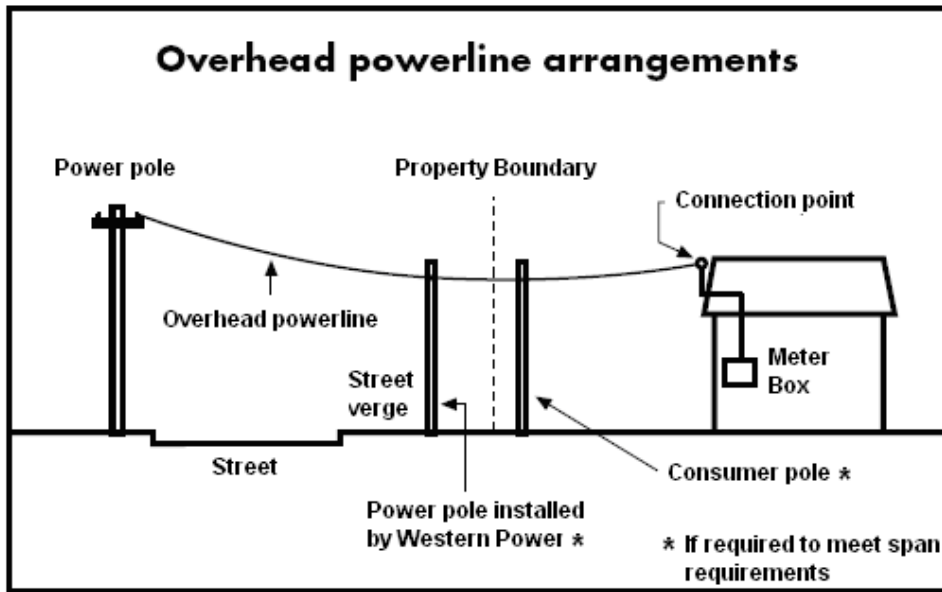 Overhead powerline arrangements
Power pole
Property Boundary
Connection point
Overhead powerline
Street
verge
Meter
Box
Street
Consumer pole *
Power pole installed
by Western Power *
* If required to meet span
requirements